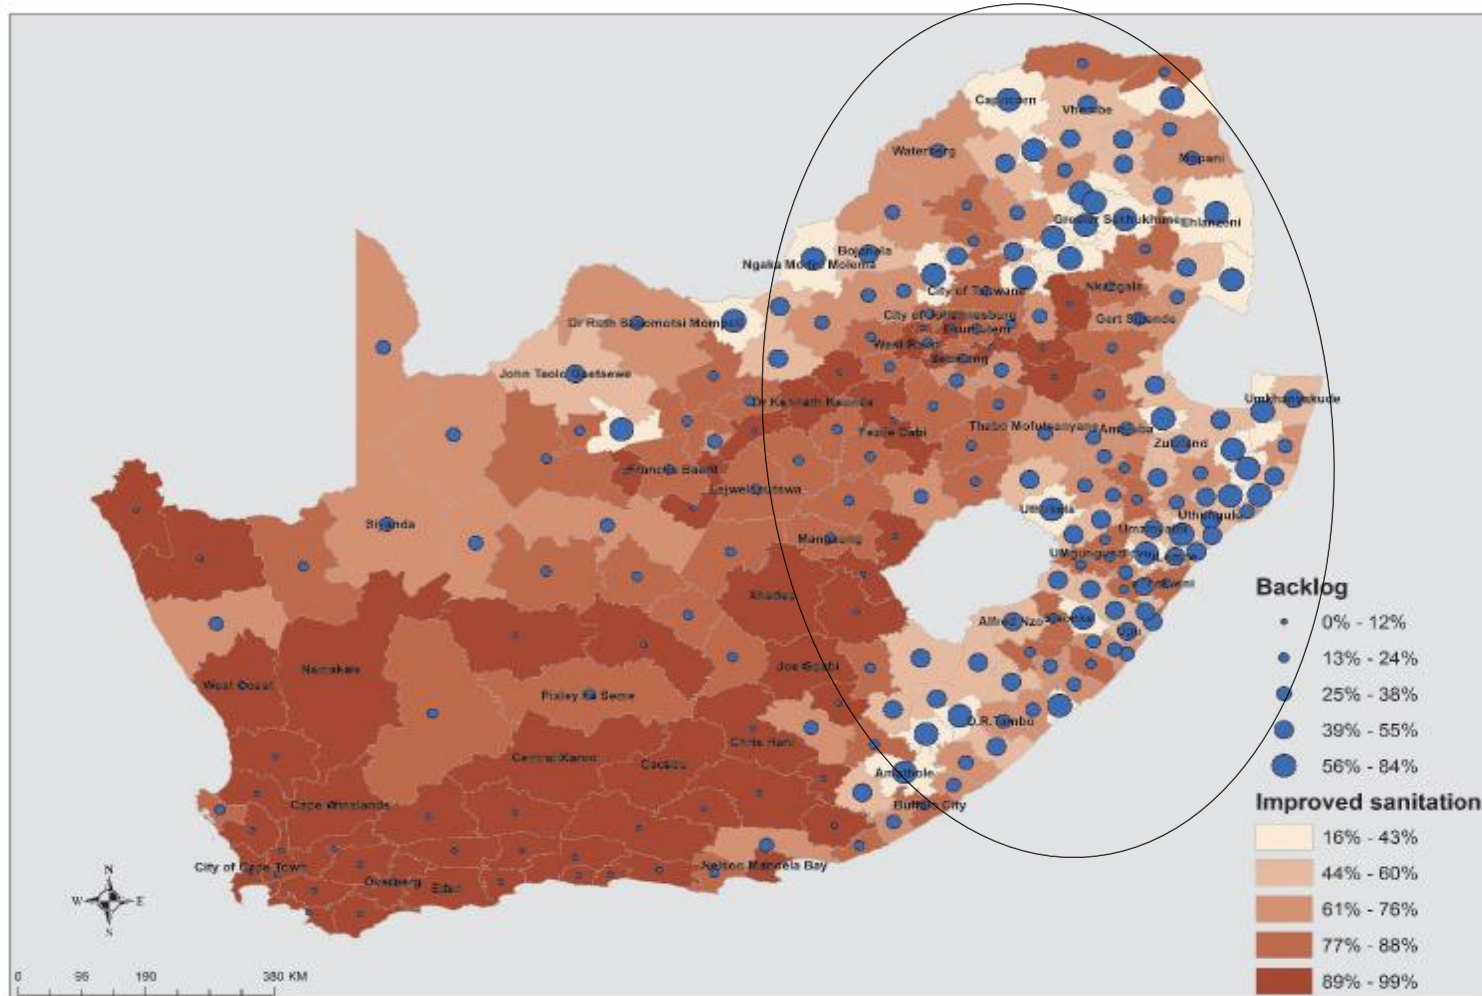 Capricorn
Vhembe
Waterberg
Mopani
Greater Sekhukhune
Ehlanzeni
Bojanala
Ngaka Modiri Molema
City of Tshwane
Nkangala
City of Johannesburg
Ekurhuleni
Gert Sibande
Dr Ruth Segomotsi Mompati
West Rand
Sedibeng
John Taolo Gaetsewe
Umkhanyakude
Dr Kenneth Kaunda
Fezile Dabi
Thabo Mofutsanyane
Amajuba
Zululand
Frances Baard
Lejweleputswa
Uthukela
Uthungulu
Siyanda
Umzinyathi
Mangaung
UMgungundlovu
iLembe
Backlog
0% - 12%
Xhariep
13% - 24%
Alfred Nzo
Sisonke
Ugu
Namakwa
Joe Gqabi
West Coast
25% - 38%
Pixley ka Seme
O.R.Tambo
39% - 55%
Chris Hani
Central Karoo
Cacadu
56% - 84%
Amathole
Cape Winelands
Buffalo City
Improved sanitation
16% - 43%
City of Cape Town
Nelson Mandela Bay
44% - 60%
Overberg
Eden
N
W
E
S
61% - 76%
77% - 88%
0
95
190
380 KM
89% - 99%